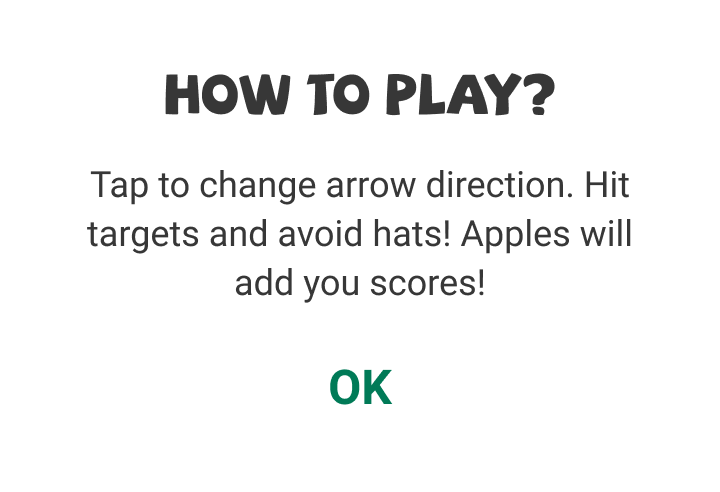 HOW TO PLAY?
Tap to change arrow direction. Hit
targets and avoid hats! Apples will
add you scores!
OK